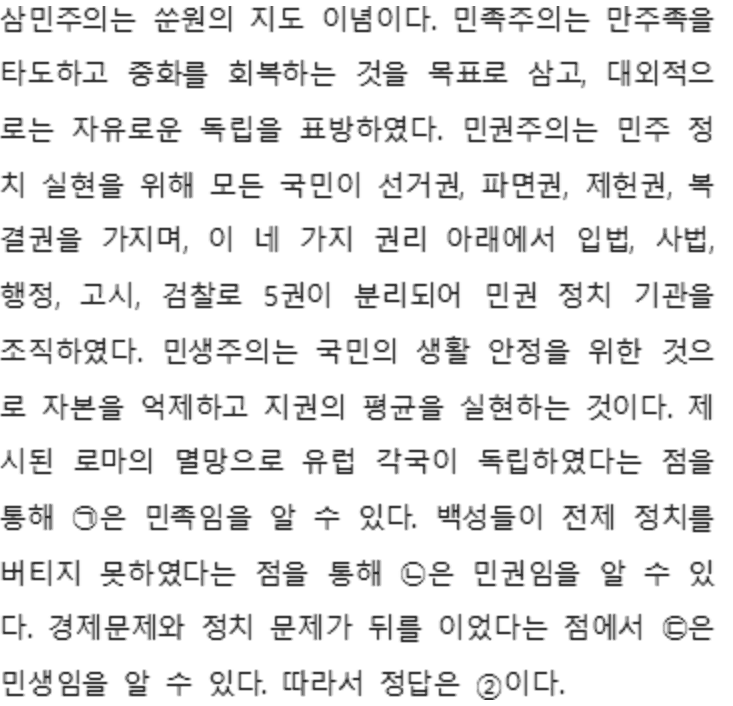 삼민주의는 쑨원의 지도 이념이다. 민족주의는 만주족을
타도하고 중화를 회복하는 것을 목표로 삼고, 대외적으
로는 자유로운 독립을 표방하였다. 민권주의는 민주 정
치 실현을 위해 모든 국민이 선거권, 파면권, 제헌권, 복
결권을 가지며, 이 네 가지 권리 아래에서 입법, 사법,
행정, 고시, 검찰로 5권이 분리되어 민권 정치 기관을
조직하였다. 민생주의는 국민의 생활 안정을 위한 것으
로 자본을 억제하고 지권의 평균을 실현하는 것이다. 제
시된 로마의 멸망으로 유럽 각국이 독립하였다는 점을
통해 ㉠은 민족임을 알 수 있다. 백성들이 전제 정치를
버티지 못하였다는 점을 통해 ㉡은 민권임을 알 수 있
다. 경제문제와 정치 문제가 뒤를 이었다는 점에서 ㉢은
민생임을 알 수 있다. 따라서 정답은 ②이다.